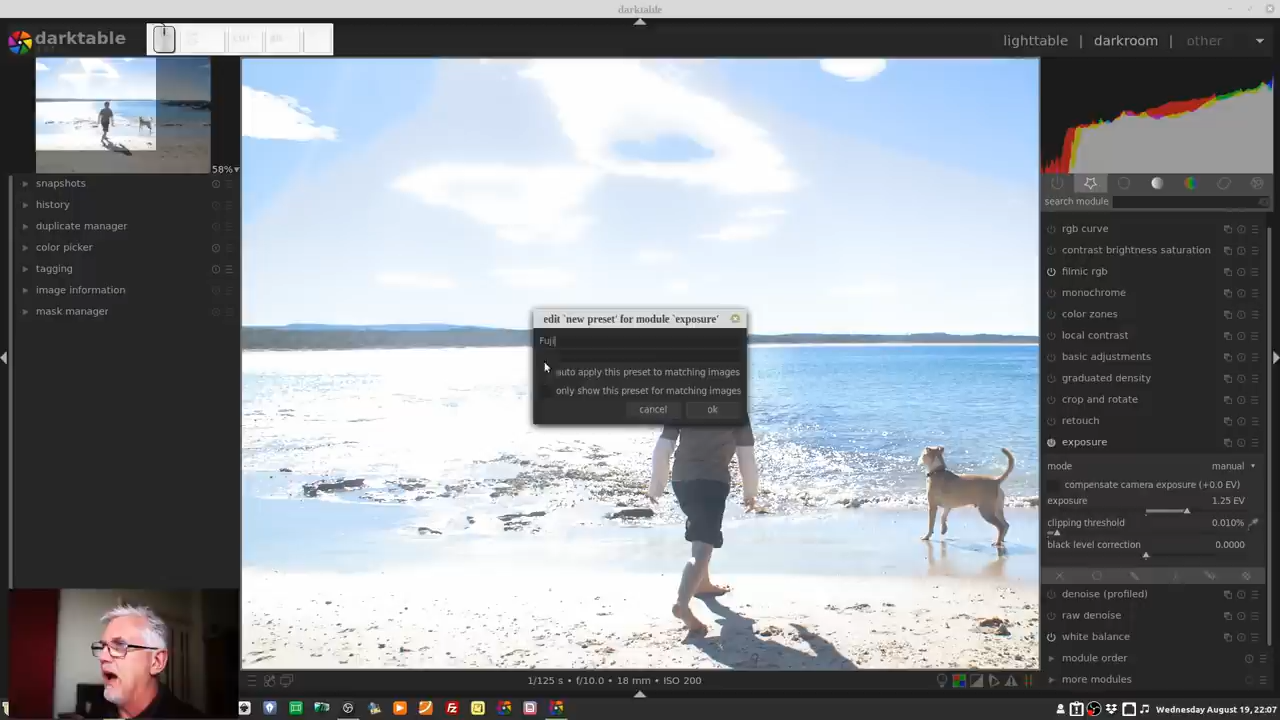 darktable
darktable
lighttable | darkroom | other
58%
snapshots
history
duplicate manager
color picker
tagging
image information
mask manager
search module
rgb curve
contrast brightness saturation
filmic rgb
monochrome
color zones
local contrast
basic adjustments
graduated density
crop and rotate
retouch
exposure
mode manual
compensate camera exposure (+0.0 EV)
exposure 1.25 EV
clipping threshold 0.010%
black level correction 0.0000
denoise (profiled)
raw denoise
white balance
module order
more modules
edit `new preset' for module `exposure'
Fuji
auto apply this preset to matching images
only show this preset for matching images
cancel ok
1/125 s • f/10.0 • 18 mm • ISO 200
Wednesday August 19, 22:07